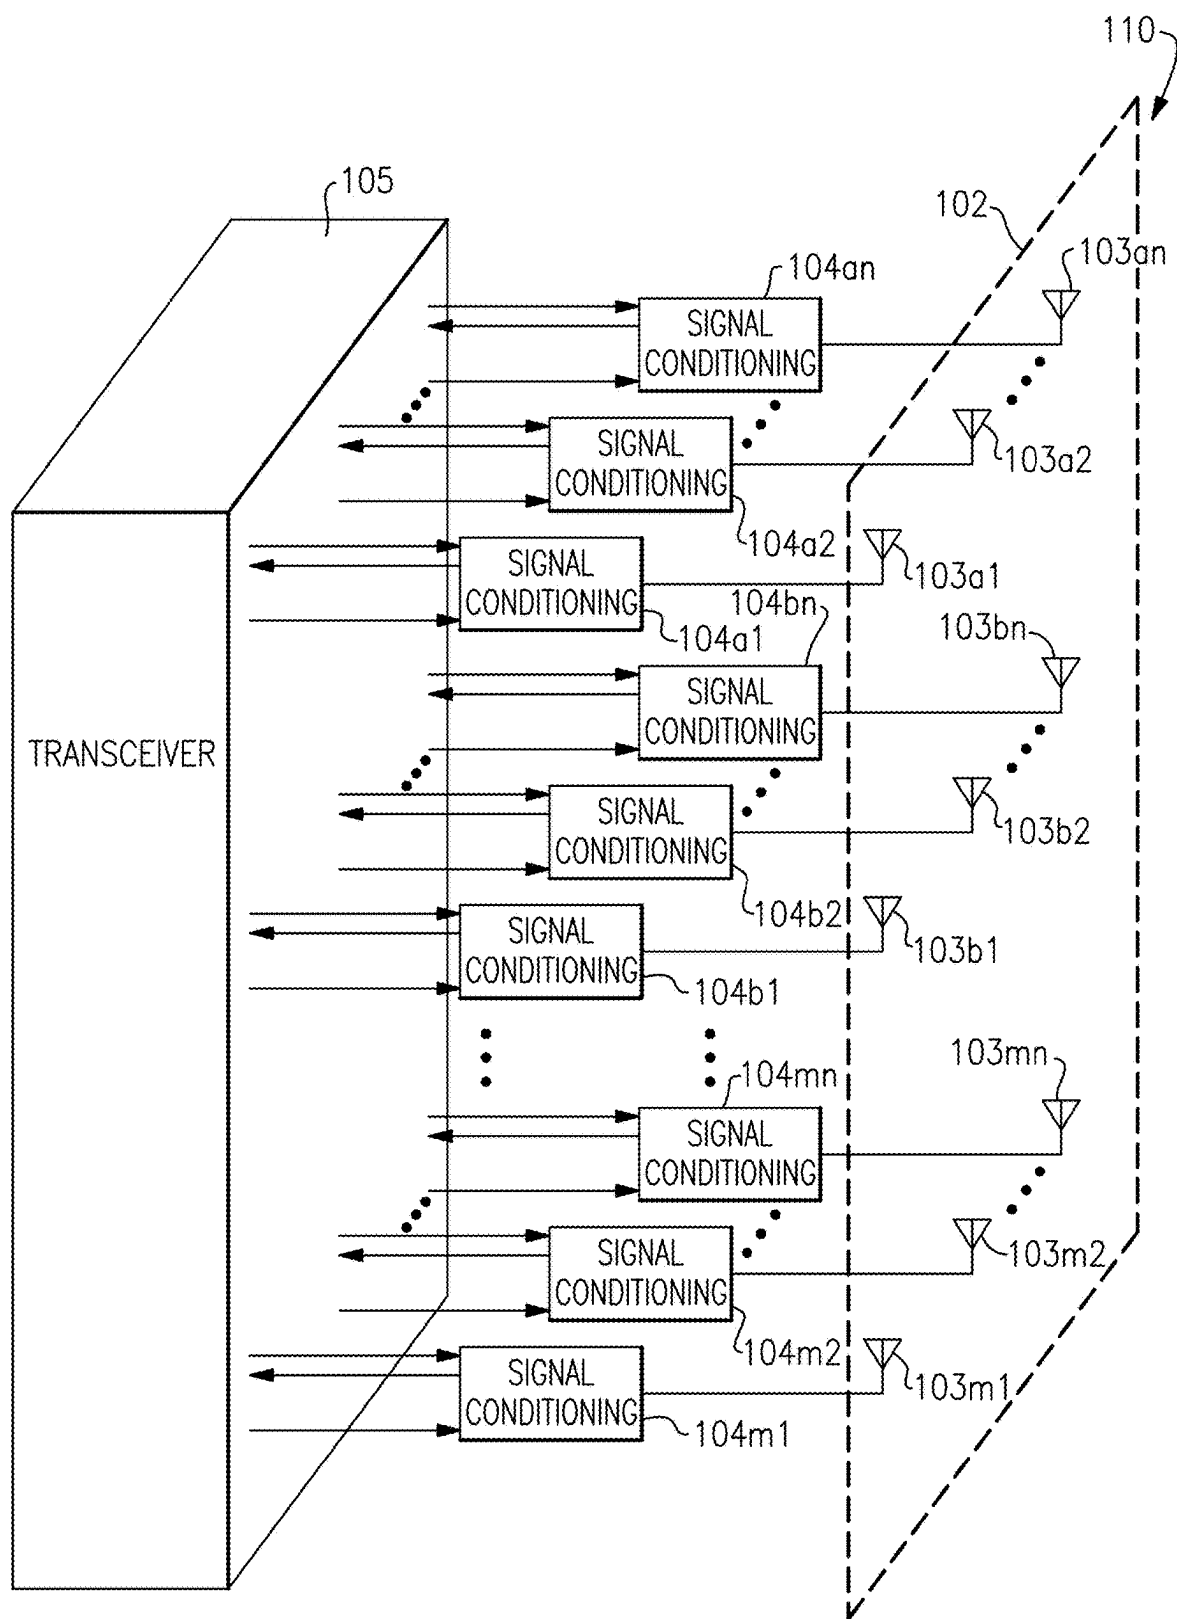 110
105
102
104an
103an
SIGNAL
CONDITIONING
SIGNAL
CONDITIONING
103a2
104a2
SIGNAL
CONDITIONING
103a1
104bn
104a1
103bn
SIGNAL
CONDITIONING
TRANSCEIVER
SIGNAL
CONDITIONING
103b2
104b2
SIGNAL
CONDITIONING
103b1
104b1
103mn
104mn
SIGNAL
CONDITIONING
SIGNAL
CONDITIONING
103m2
104m2
SIGNAL
CONDITIONING
103m1
104m1